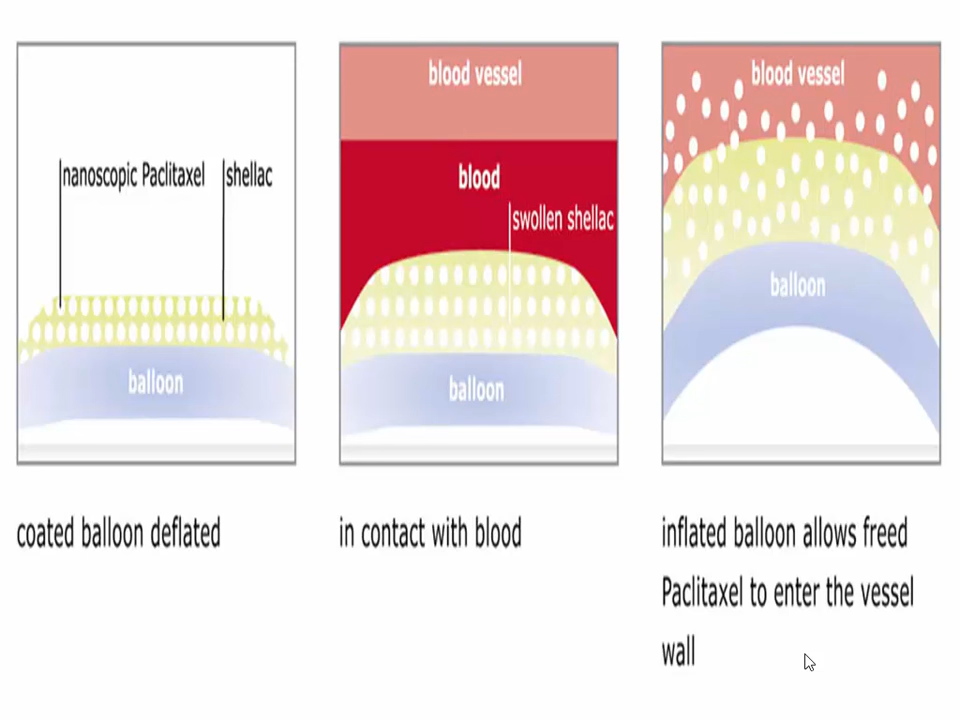 nanoscopic Paclitaxel
shellac
balloon
coated balloon deflated
blood vessel
blood
swollen shellac
balloon
in contact with blood
blood vessel
balloon
inflated balloon allows freed
Paclitaxel to enter the vessel
wall